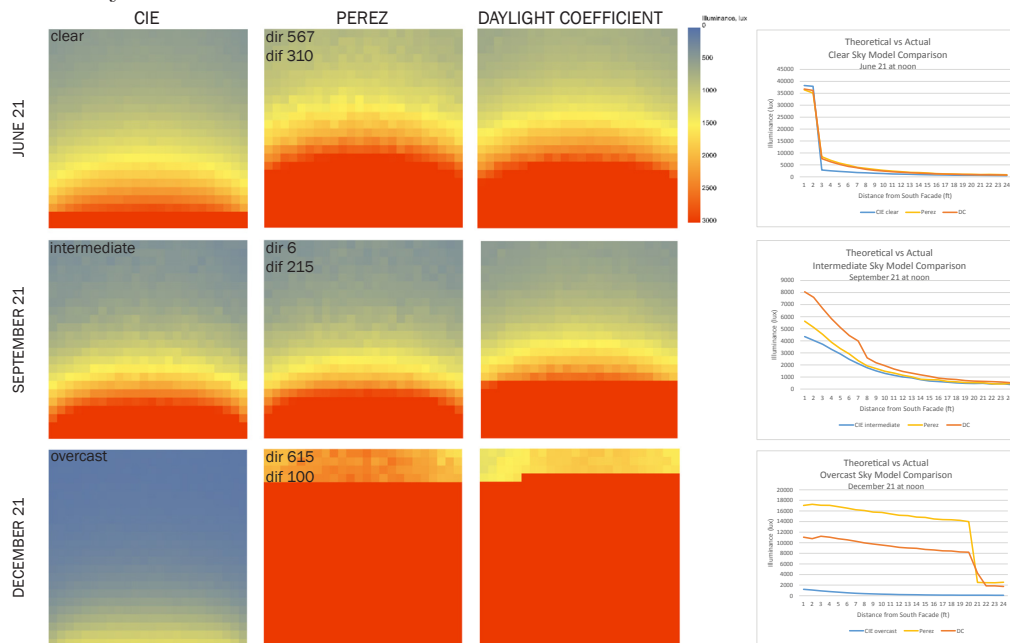 CIE
PEREZ
DAYLIGHT COEFFICIENT
Illuminance, lux
0
500
1000
1500
2000
2500
3000
JUNE 21
clear
dir 567
dif 310
Theoretical vs Actual
Clear Sky Model Comparison
June 21 at noon
Illuminance (lux)
45000
40000
35000
30000
25000
20000
15000
10000
5000
0
1 2 3 4 5 6 7 8 9 10 11 12 13 14 15 16 17 18 19 20 21 22 23 24
Distance from South Facade (ft)
CIE clear Perez DC
SEPTEMBER 21
intermediate
dir 6
dif 215
Theoretical vs Actual
Intermediate Sky Model Comparison
September 21 at noon
Illuminance (lux)
9000
8000
7000
6000
5000
4000
3000
2000
1000
0
1 2 3 4 5 6 7 8 9 10 11 12 13 14 15 16 17 18 19 20 21 22 23 24
Distance from South Facade (ft)
CIE intermediate Perez DC
DECEMBER 21
overcast
dir 615
dif 100
Theoretical vs Actual
Overcast Sky Model Comparison
December 21 at noon
Illuminance (lux)
20000
18000
16000
14000
12000
10000
8000
6000
4000
2000
0
1 2 3 4 5 6 7 8 9 10 11 12 13 14 15 16 17 18 19 20 21 22 23 24
Distance from South Facade (ft)
CIE overcast Perez DC